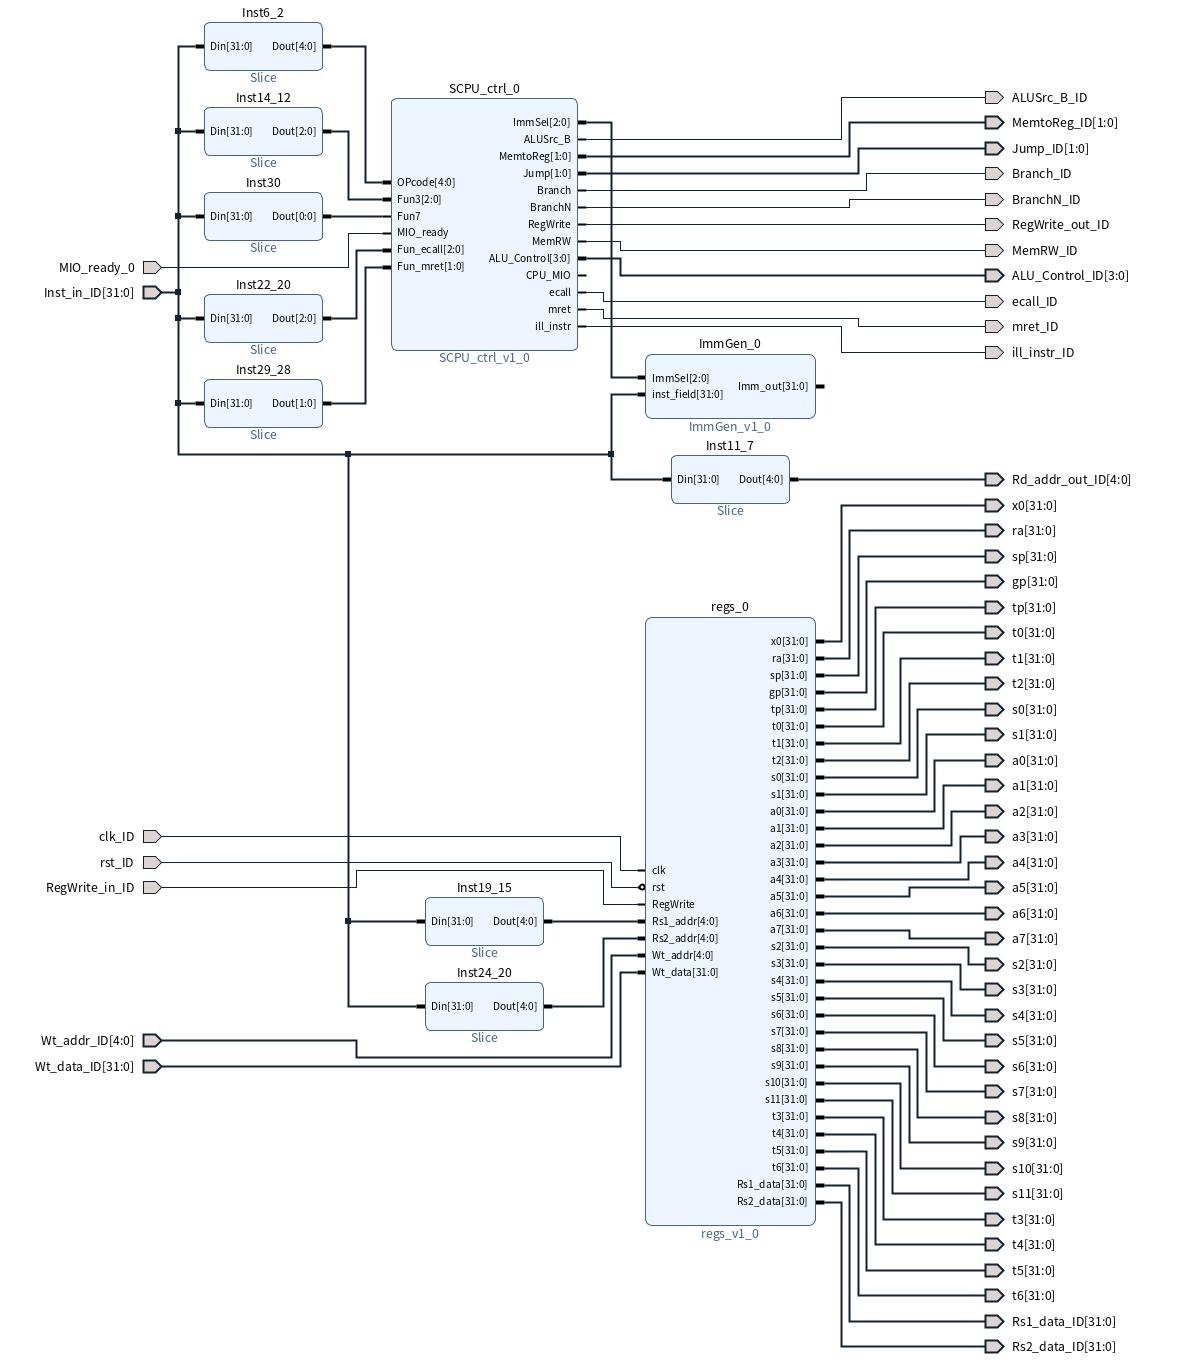 Inst6_2
Din[31:0] Dout[4:0]
Slice
Inst14_12
Din[31:0] Dout[2:0]
Slice
Inst30
Din[31:0] Dout[0:0]
Slice
MIO_ready_0
Inst_in_ID[31:0]
Inst22_20
Din[31:0] Dout[2:0]
Slice
Inst29_28
Din[31:0] Dout[1:0]
Slice
SCPU_ctrl_0
OPcode[4:0]
Fun3[2:0]
Fun7
MIO_ready
Fun_ecall[2:0]
Fun_mret[1:0]
ImmSel[2:0]
ALUSrc_B
MemtoReg[1:0]
Jump[1:0]
Branch
BranchN
RegWrite
MemRW
ALU_Control[3:0]
CPU_MIO
ecall
mret
ill_instr
SCPU_ctrl_v1_0
ALUSrc_B_ID
MemtoReg_ID[1:0]
Jump_ID[1:0]
Branch_ID
BranchN_ID
RegWrite_out_ID
MemRW_ID
ALU_Control_ID[3:0]
ecall_ID
mret_ID
ill_instr_ID
ImmGen_0
ImmSel[2:0]
inst_field[31:0]
Imm_out[31:0]
ImmGen_v1_0
Inst11_7
Din[31:0] Dout[4:0]
Slice
Rd_addr_out_ID[4:0]
clk_ID
rst_ID
RegWrite_in_ID
Inst19_15
Din[31:0] Dout[4:0]
Slice
Inst24_20
Din[31:0] Dout[4:0]
Slice
Wt_addr_ID[4:0]
Wt_data_ID[31:0]
regs_0
clk
rst
RegWrite
Rs1_addr[4:0]
Rs2_addr[4:0]
Wt_addr[4:0]
Wt_data[31:0]
x0[31:0]
ra[31:0]
sp[31:0]
gp[31:0]
tp[31:0]
t0[31:0]
t1[31:0]
t2[31:0]
s0[31:0]
s1[31:0]
a0[31:0]
a1[31:0]
a2[31:0]
a3[31:0]
a4[31:0]
a5[31:0]
a6[31:0]
a7[31:0]
s2[31:0]
s3[31:0]
s4[31:0]
s5[31:0]
s6[31:0]
s7[31:0]
s8[31:0]
s9[31:0]
s10[31:0]
s11[31:0]
t3[31:0]
t4[31:0]
t5[31:0]
t6[31:0]
Rs1_data[31:0]
Rs2_data[31:0]
regs_v1_0
x0[31:0]
ra[31:0]
sp[31:0]
gp[31:0]
tp[31:0]
t0[31:0]
t1[31:0]
t2[31:0]
s0[31:0]
s1[31:0]
a0[31:0]
a1[31:0]
a2[31:0]
a3[31:0]
a4[31:0]
a5[31:0]
a6[31:0]
a7[31:0]
s2[31:0]
s3[31:0]
s4[31:0]
s5[31:0]
s6[31:0]
s7[31:0]
s8[31:0]
s9[31:0]
s10[31:0]
s11[31:0]
t3[31:0]
t4[31:0]
t5[31:0]
t6[31:0]
Rs1_data_ID[31:0]
Rs2_data_ID[31:0]